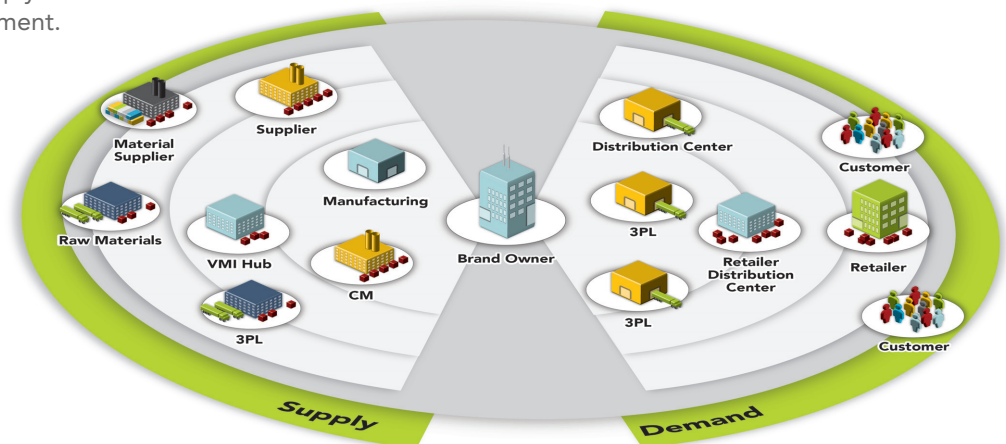 ment.
Material
Supplier
Supplier
Manufacturing
Raw Materials
VMI Hub
CM
3PL
Brand Owner
Distribution Center
3PL
3PL
Retailer
Distribution
Center
Customer
Retailer
Customer
Supply
Demand